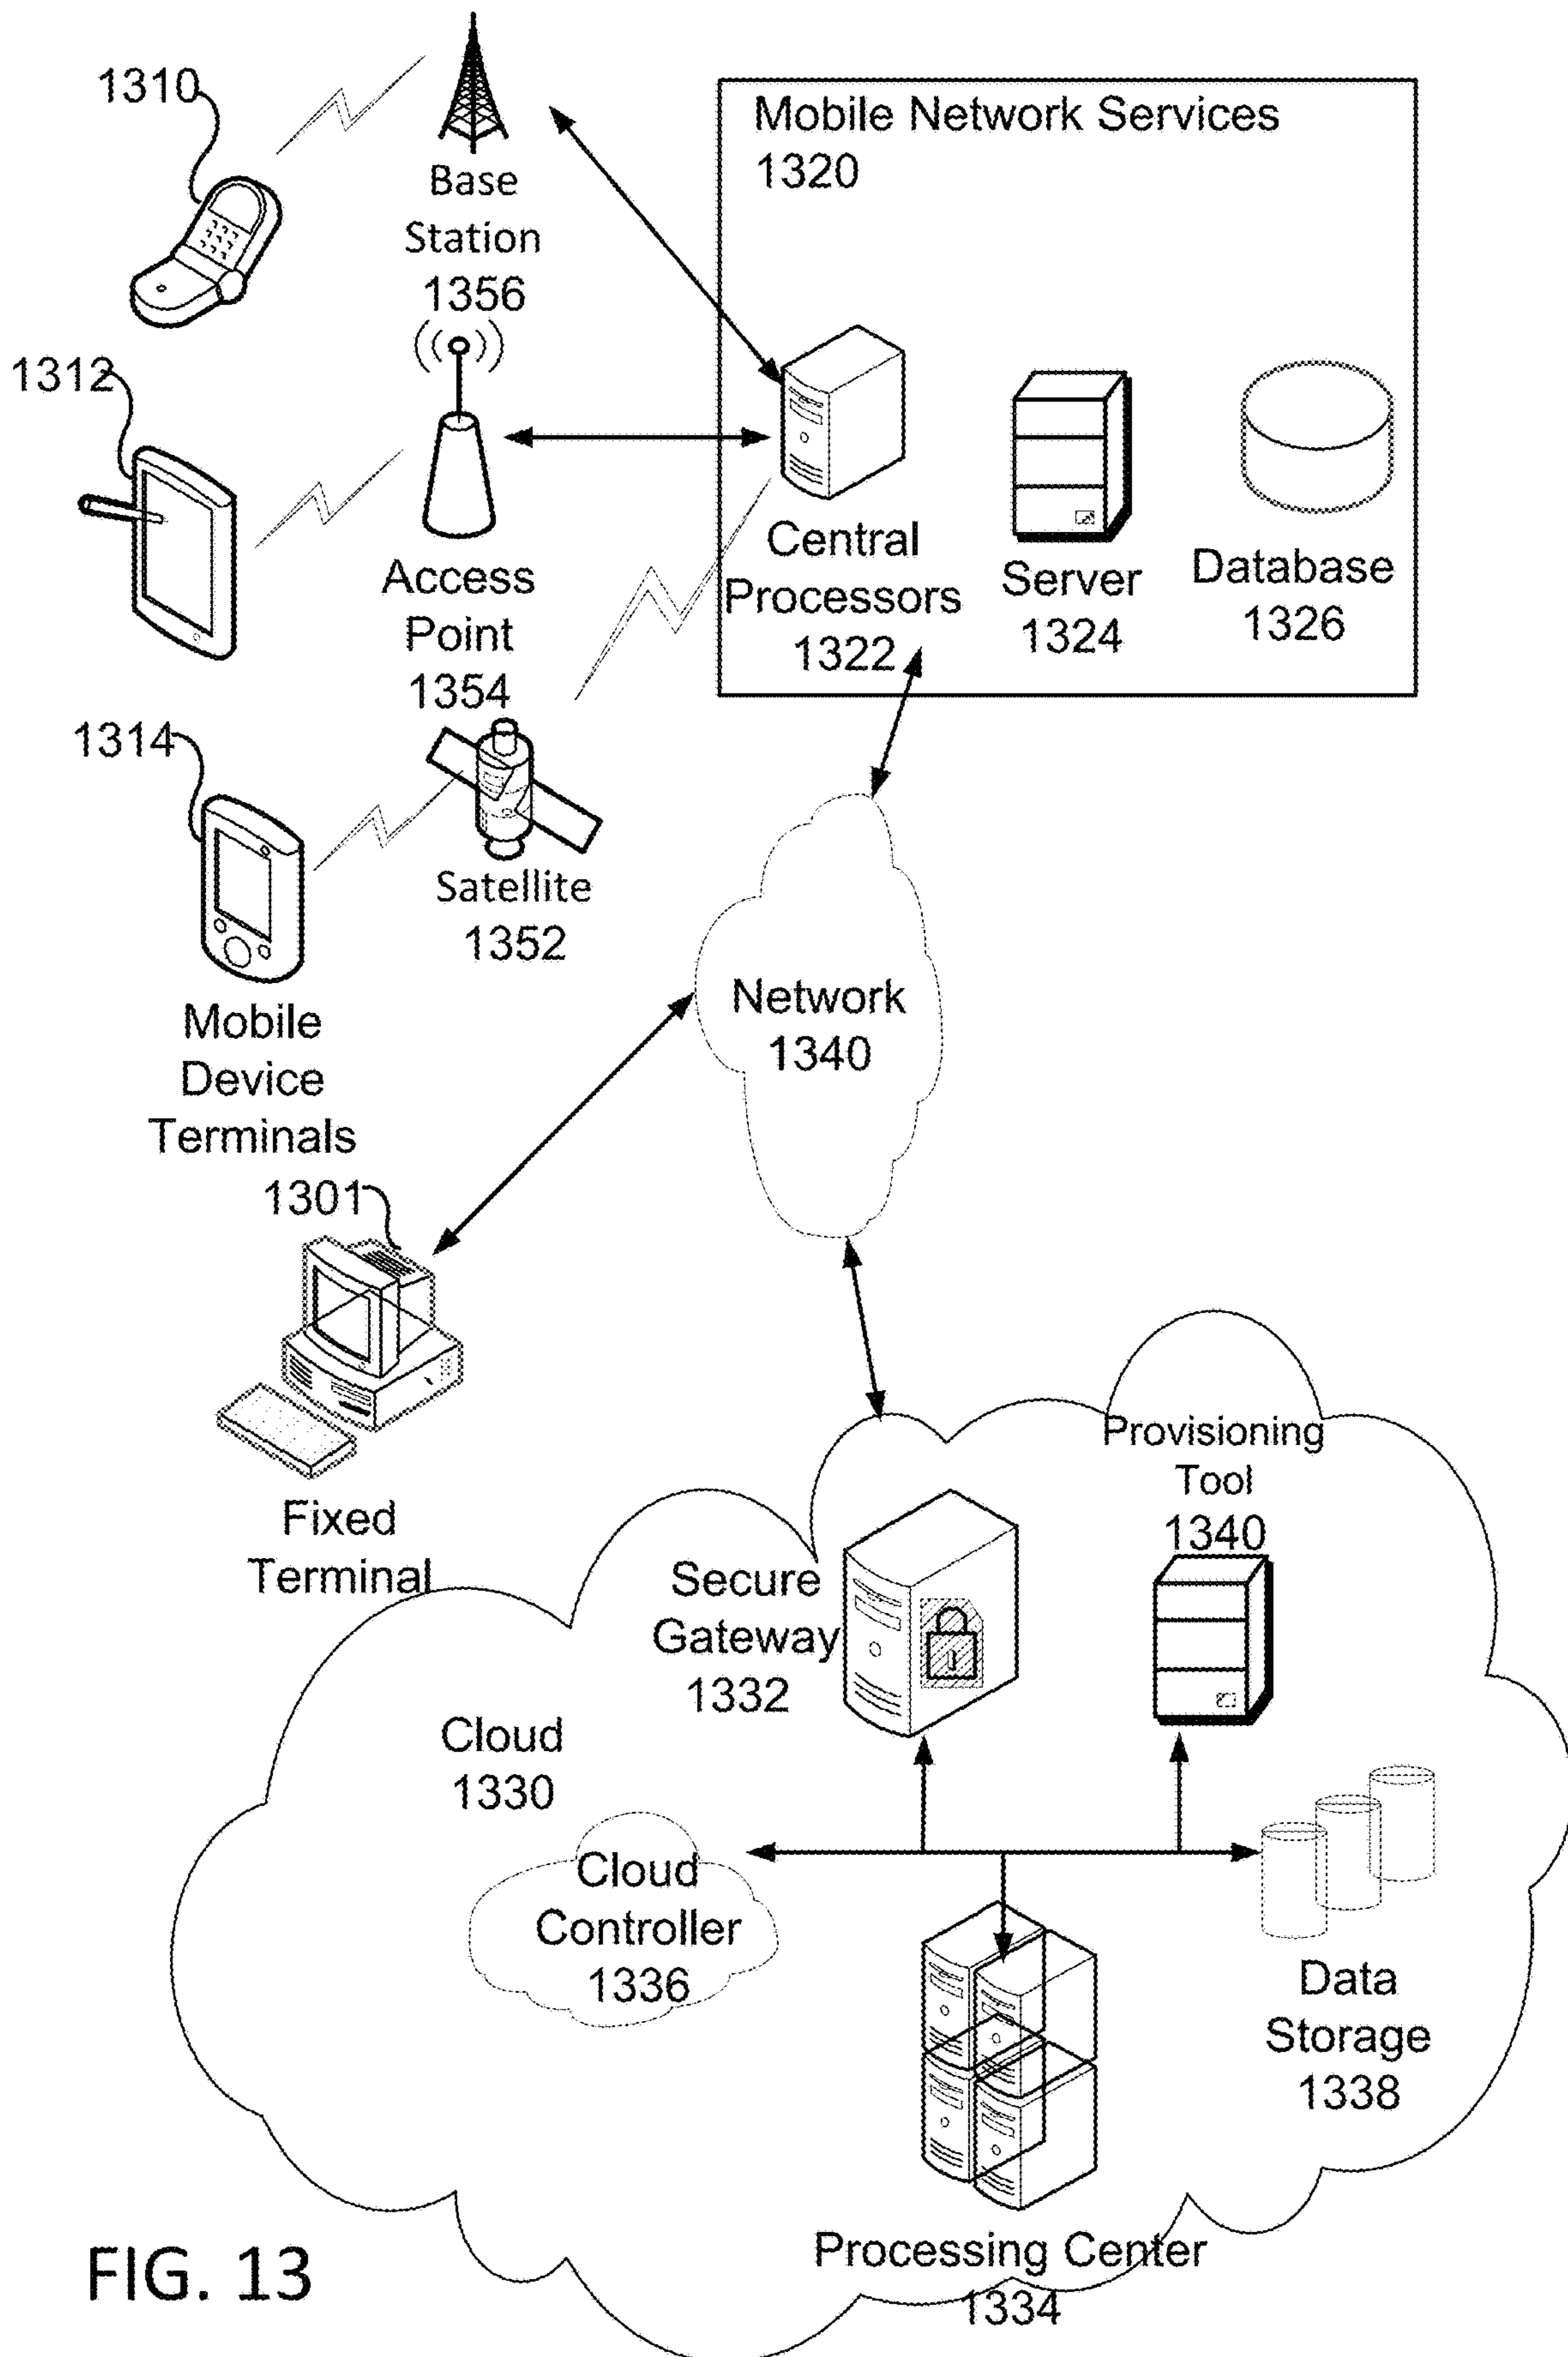 1310
Base
Station
1356
Mobile Network Services
1320
1312
Access
Point
1354
Central
Processors
1322
Server
1324
Database
1326
1314
Satellite
1352
Mobile
Device
Terminals
Network
1340
1301
Fixed
Terminal
Provisioning
Tool
1340
Secure
Gateway
1332
Cloud
1330
Cloud
Controller
1336
Data
Storage
1338
Processing Center
1334
FIG. 13